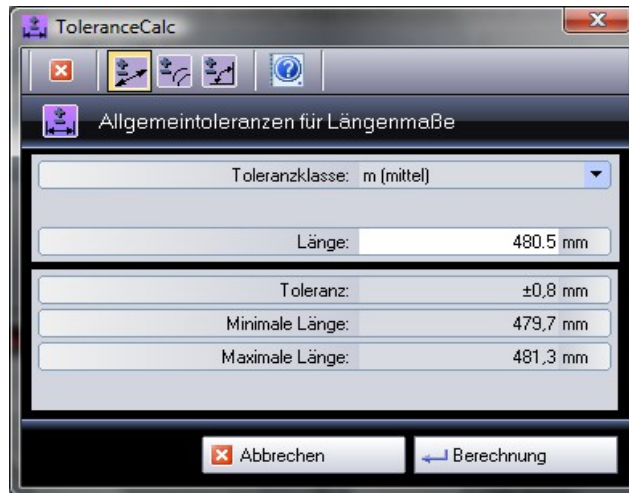 ToleranceCalc
Allgemeintoleranzen für Längenmaße
Toleranzklasse: m (mittel)
Länge: 480.5 mm
Toleranz: ±0,8 mm
Minimale Länge: 479,7 mm
Maximale Länge: 481,3 mm
Abbrechen Berechnung